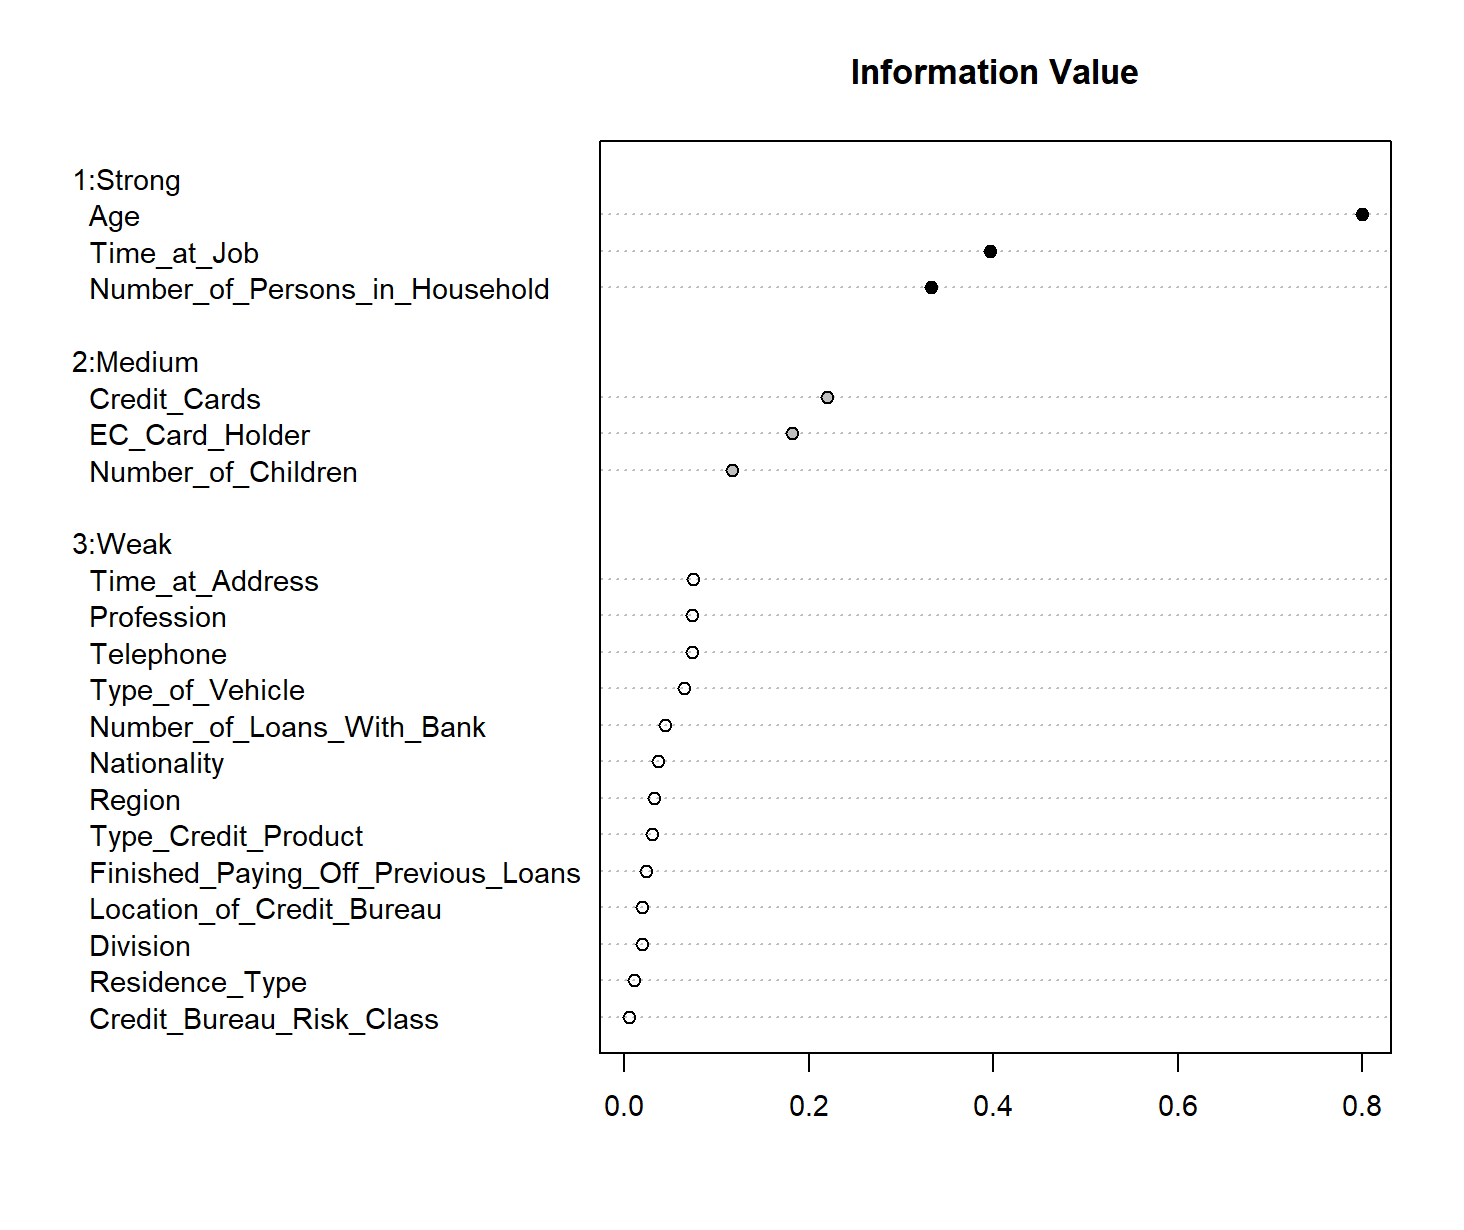 Information Value
1:Strong
Age
Time_at_Job
Number_of_Persons_in_Household
2:Medium
Credit_Cards
EC_Card_Holder
Number_of_Children
3:Weak
Time_at_Address
Profession
Telephone
Type_of_Vehicle
Number_of_Loans_With_Bank
Nationality
Region
Type_Credit_Product
Finished_Paying_Off_Previous_Loans
Location_of_Credit_Bureau
Division
Residence_Type
Credit_Bureau_Risk_Class
0.0 0.2 0.4 0.6 0.8